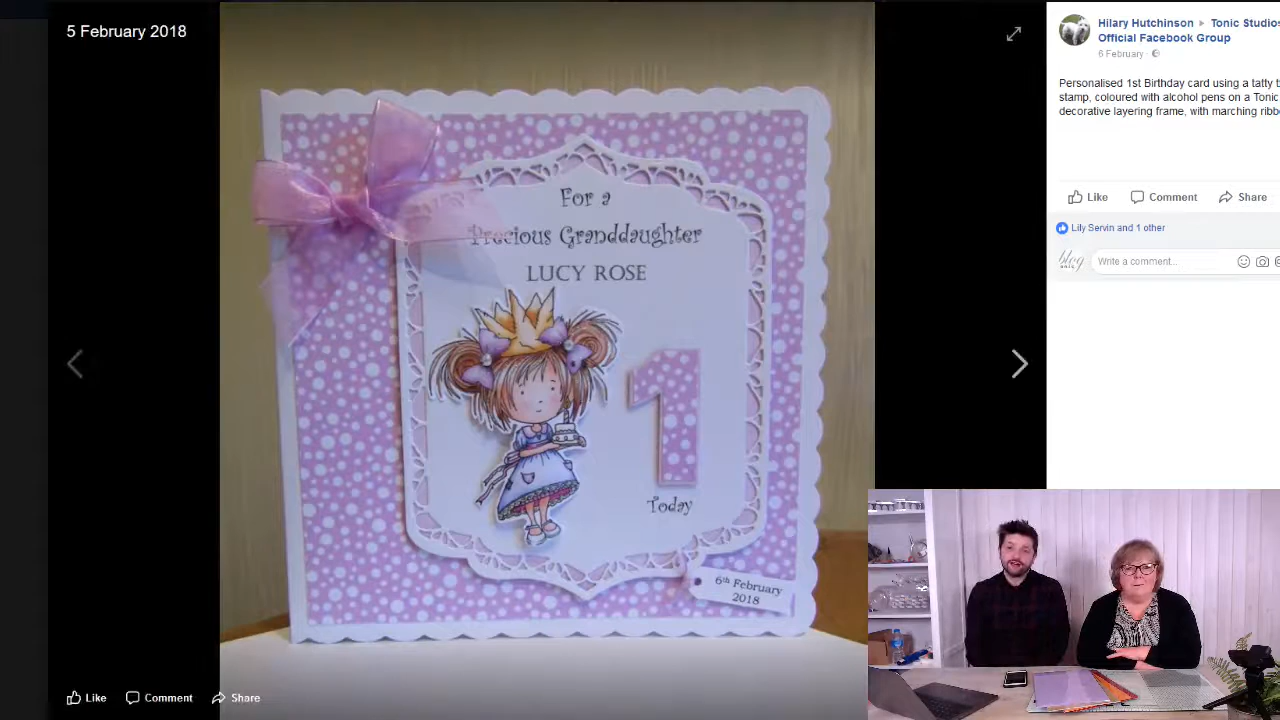 5 February 2018
For a
Precious Granddaughter
LUCY ROSE
1
Today
6th February
2018
Like Comment Share
Hilary Hutchinson ▸ Tonic Studios
Official Facebook Group
6 February
Personalised 1st Birthday card using a tatty
stamp, coloured with alcohol pens on a Tonic
decorative layering frame, with marching
Like Comment Share
Lily Servin and 1 other
blog
Write a comment...